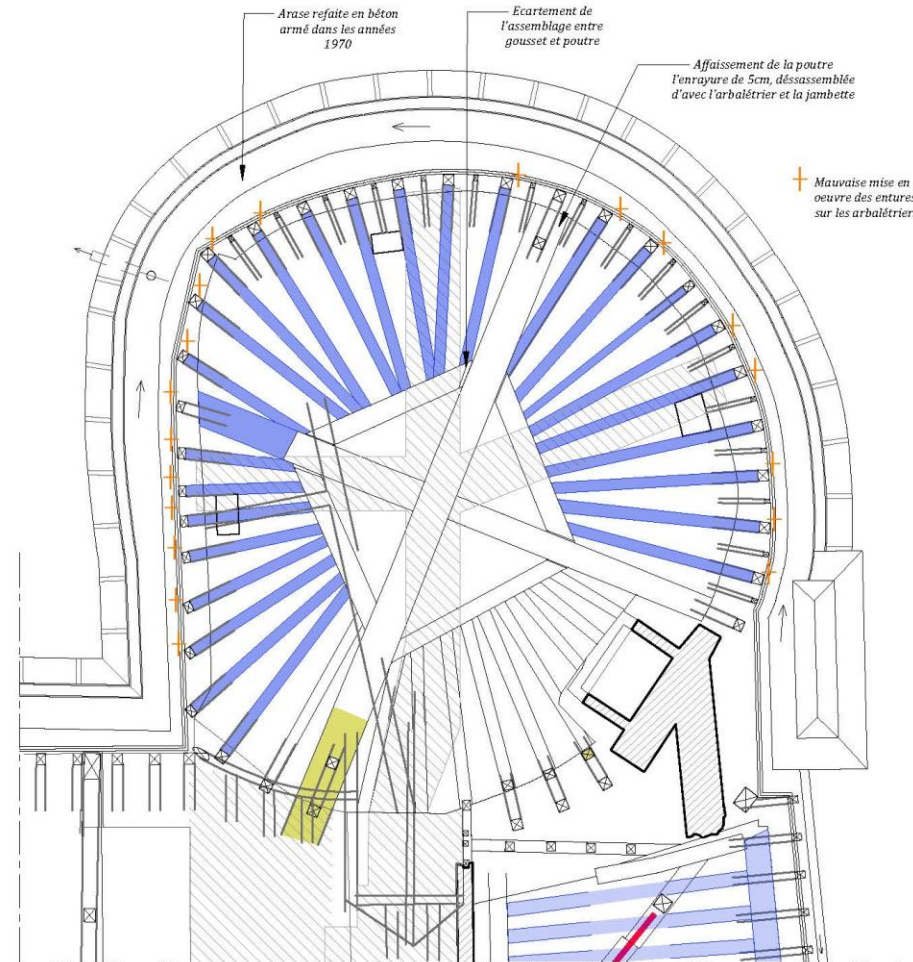 Arase refaite en béton
armé dans les années
1970
Ecartement de
l'assemblage entre
gousset et poutre
Affaissement de la poutre
l'enrayure de 5cm, déssassemblée
d'avec l'arbalétrier et la jambette
Mauvaise mise en
oeuvre des entures
sur les arbalétrier